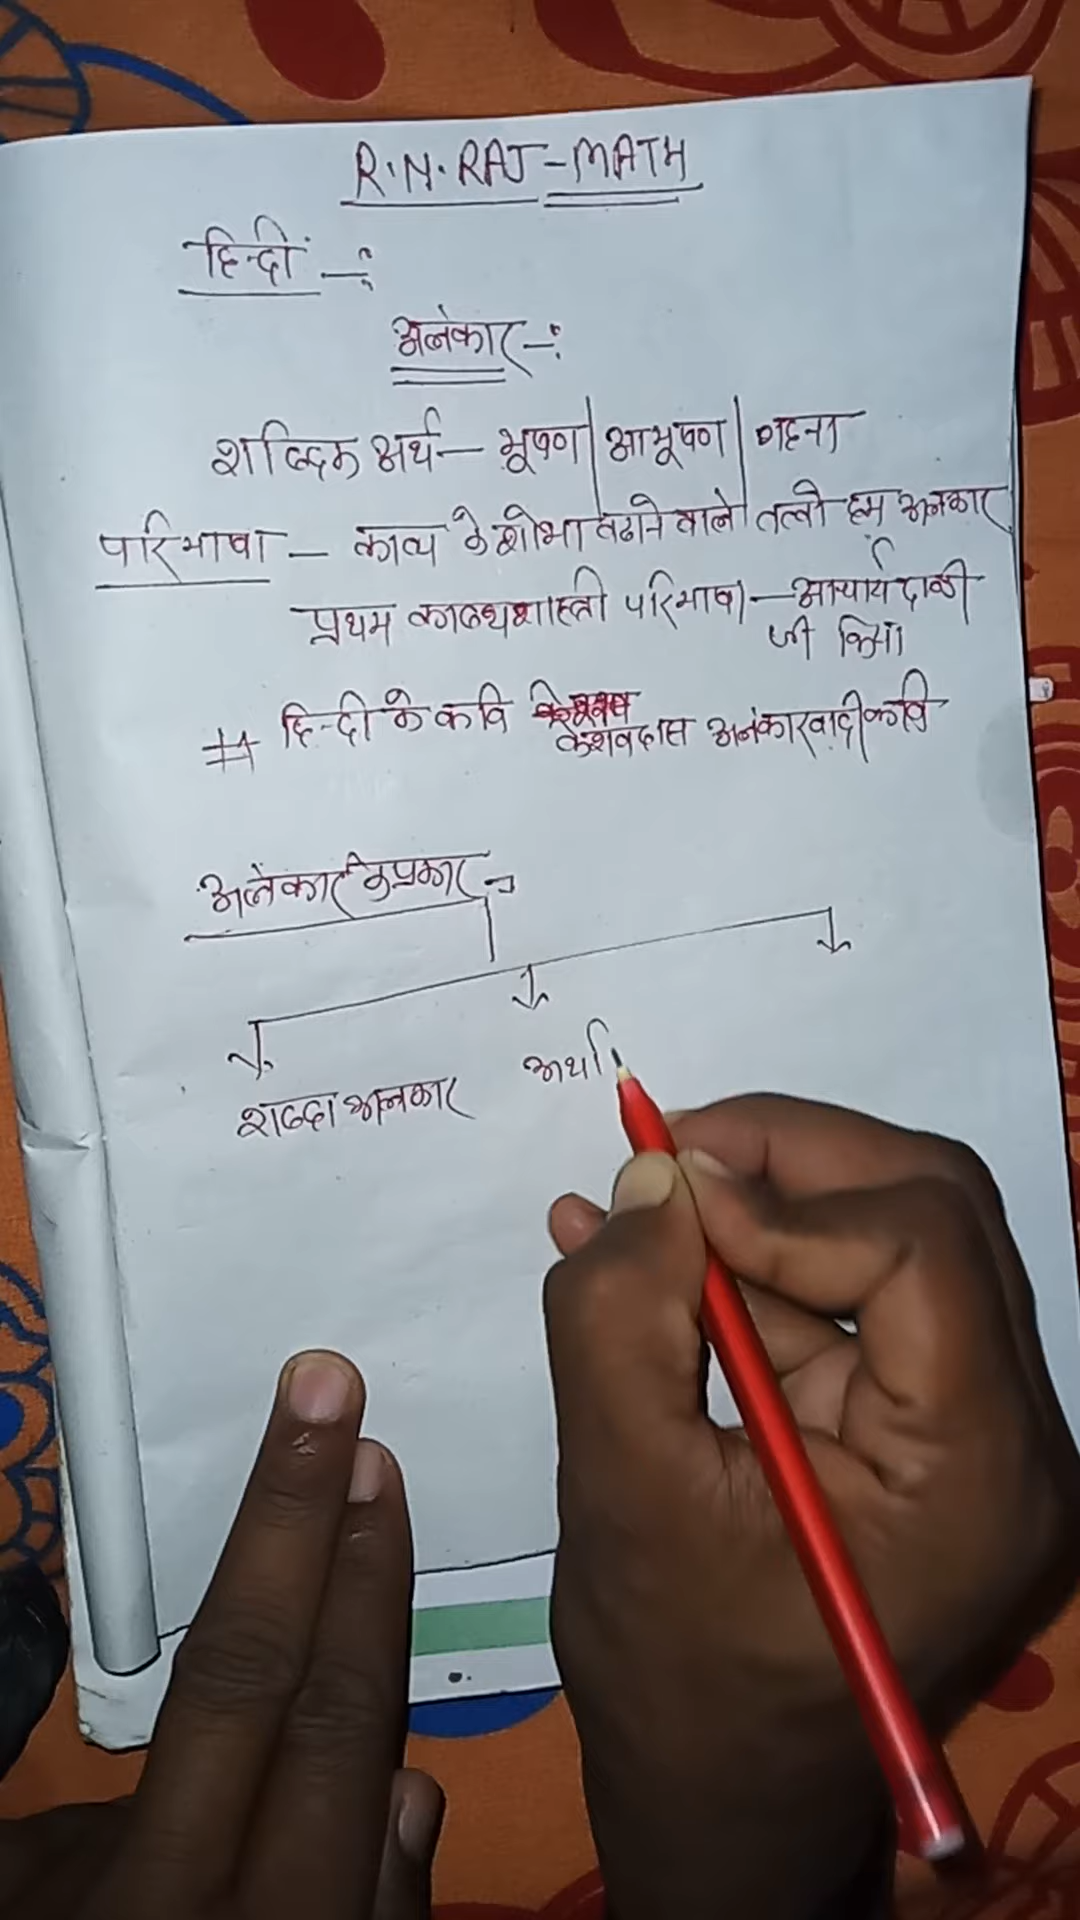 R.N. RAJ - MATH
हिन्दी -:
अलंकार -:
शाब्दिक अर्थ - भूषण | आभूषण | गहना
परिभाषा - काव्य के शोभा बढाने वाले तत्वो हम अलंकार
प्रथम काव्यशास्त्री परिभाषा - आचार्य दण्डी
जी किया
# हिन्दी के कवि केशवदास अलंकारवादी कवि
अलंकार के प्रकार -
शब्दा अलंकार अर्था